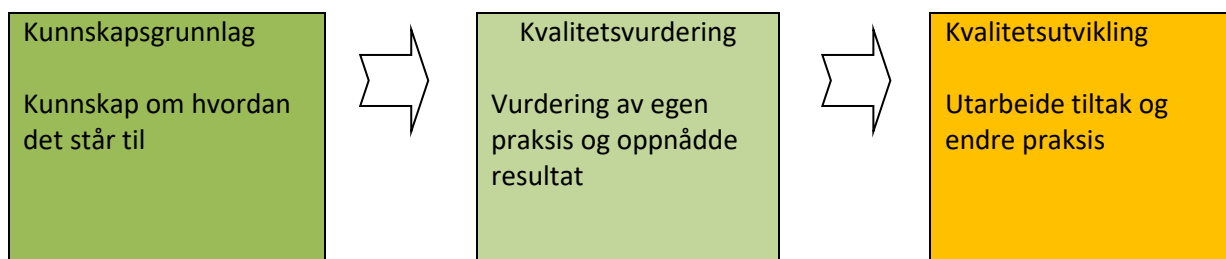 Kunnskapsgrunnlag
Kunnskap om hvordan
det står til
Kvalitetsvurdering
Vurdering av egen
praksis og oppnådde
resultat
Kvalitetsutvikling
Utarbeide tiltak og
endre praksis